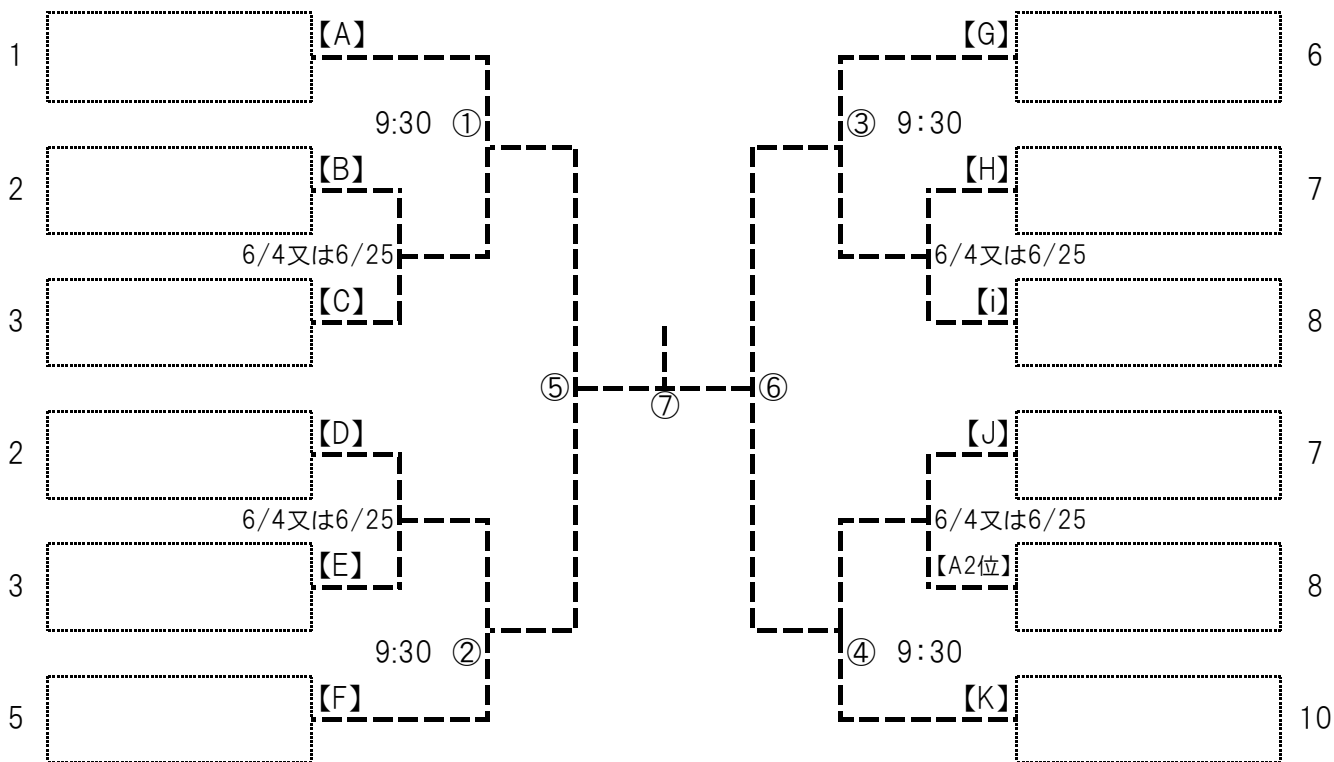 【A】
【G】
1
6
9:30 ①
③ 9:30
【B】
【H】
2
7
6/4又は6/25
6/4又は6/25
【C】
【i】
3
8
⑤
⑦
⑥
【D】
【J】
2
7
6/4又は6/25
6/4又は6/25
【E】
【A2位】
3
8
9:30 ②
④ 9:30
【F】
【K】
5
10